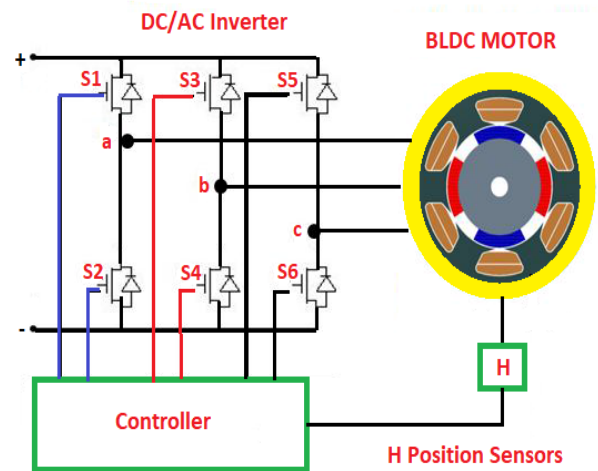 DC/AC Inverter
BLDC MOTOR
+
S1
S3
S5
a
b
c
S2
S4
S6
-
H
Controller
H Position Sensors